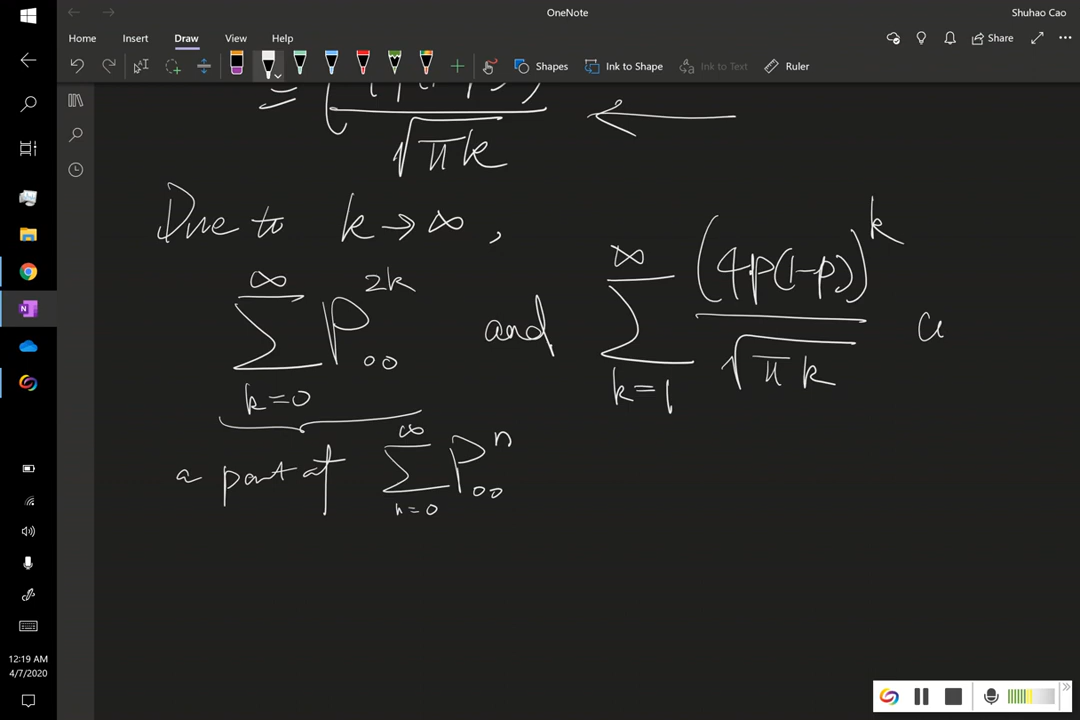 OneNote
Shuhao Cao
Home Insert Draw View Help
Share
Shapes
Ink to Shape
Ink to Text
Ruler
√πk
Due to k → ∞,
∑_{k=0}^{∞} P_{00}^{2k} and ∑_{k=1}^{∞} (4p(1-p))^k / √πk a
a part of ∑_{n=0}^{∞} P_{00}^{n}
12:19 AM
4/7/2020